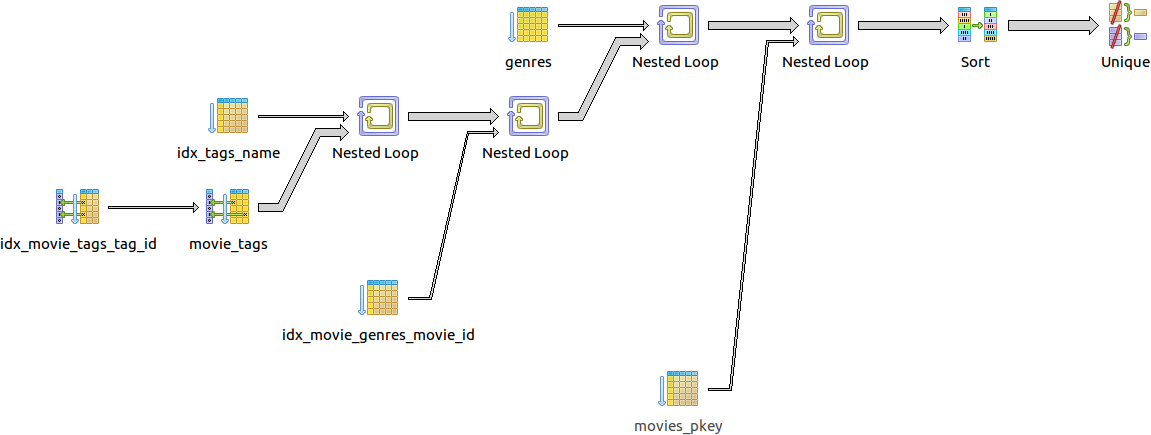 genres
Nested Loop
Nested Loop
Sort
Unique
idx_tags_name
Nested Loop
Nested Loop
idx_movie_tags_tag_id
movie_tags
idx_movie_genres_movie_id
movies_pkey